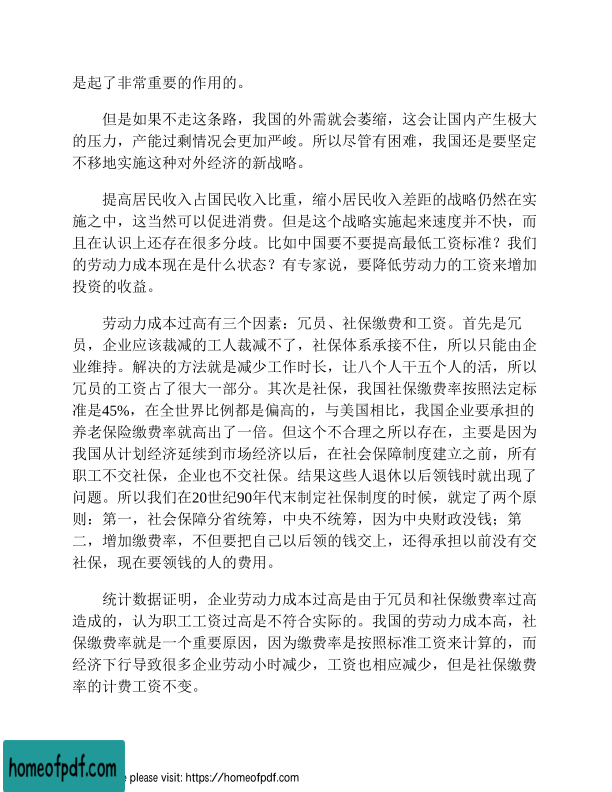 是起了非常重要的作用的。
但是如果不走这条路，我国的外需就会萎缩，这会让国内产生极大
的压力，产能过剩情况会更加严峻。所以尽管有困难，我国还是要坚定
不移地实施这种对外经济的新战略。
提高居民收入占国民收入比重，缩小居民收入差距的战略仍然在实
施之中，这当然可以促进消费。但是这个战略实施起来速度并不快，而
且在认识上还存在很多分歧。比如中国要不要提高最低工资标准？我们
的劳动力成本现在是什么状态？有专家说，要降低劳动力的工资来增加
投资的收益。
劳动力成本过高有三个因素：冗员、社保缴费和工资。首先是冗
员，企业应该裁减的工人裁减不了，社保体系承接不住，所以只能由企
业维持。解决的方法就是减少工作时长，让八个人干五个人的活，所以
冗员的工资占了很大一部分。其次是社保，我国社保缴费率按照法定标
准是45%，在全世界比例都是偏高的，与美国相比，我国企业要承担的
养老保险缴费率就高出了一倍。但这个不合理之所以存在，主要是因为
我国从计划经济延续到市场经济以后，在社会保障制度建立之前，所有
职工不交社保，企业也不交社保。结果这些人退休以后领钱时就出现了
问题。所以我们在20世纪90年代末制定社保制度的时候，就定了两个原
则：第一，社会保障分省统筹，中央不统筹，因为中央财政没钱；第
二，增加缴费率，不但要把自己以后领的钱交上，还得承担以前没有交
社保，现在要领钱的人的费用。
统计数据证明，企业劳动力成本过高是由于冗员和社保缴费率过高
造成的，认为职工工资过高是不符合实际的。我国的劳动力成本高，社
保缴费率就是一个重要原因，因为缴费率是按照标准工资来计算的，而
经济下行导致很多企业劳动小时减少，工资也相应减少，但是社保缴费
率的计费工资不变。
homeofpdf.com
e please visit: https://homeofpdf.com